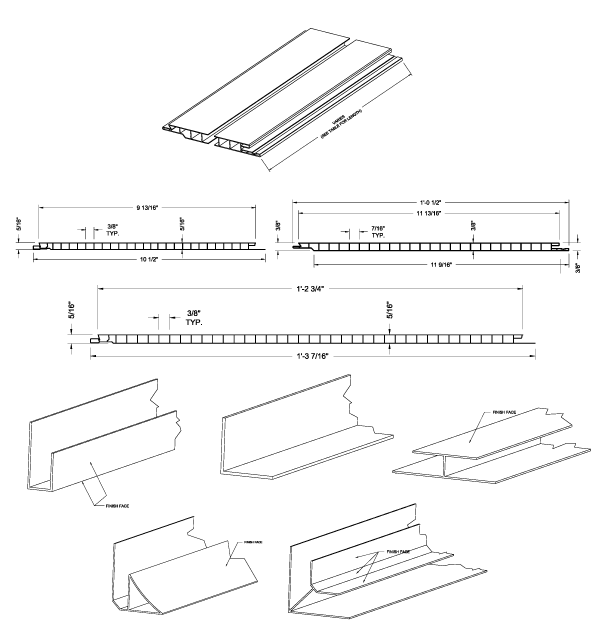 VARIES
(SEE TABLE FOR LENGTH)
9 13/16"
5/16"
3/8"
TYP.
5/16"
10 1/2"
1'-0 1/2"
11 13/16"
3/8"
7/16"
TYP.
3/8"
11 9/16"
3/8"
1'-2 3/4"
5/16"
3/8"
TYP.
5/16"
1'-3 7/16"
FINISH FACE
FINISH FACE
FINISH FACE
FINISH FACE